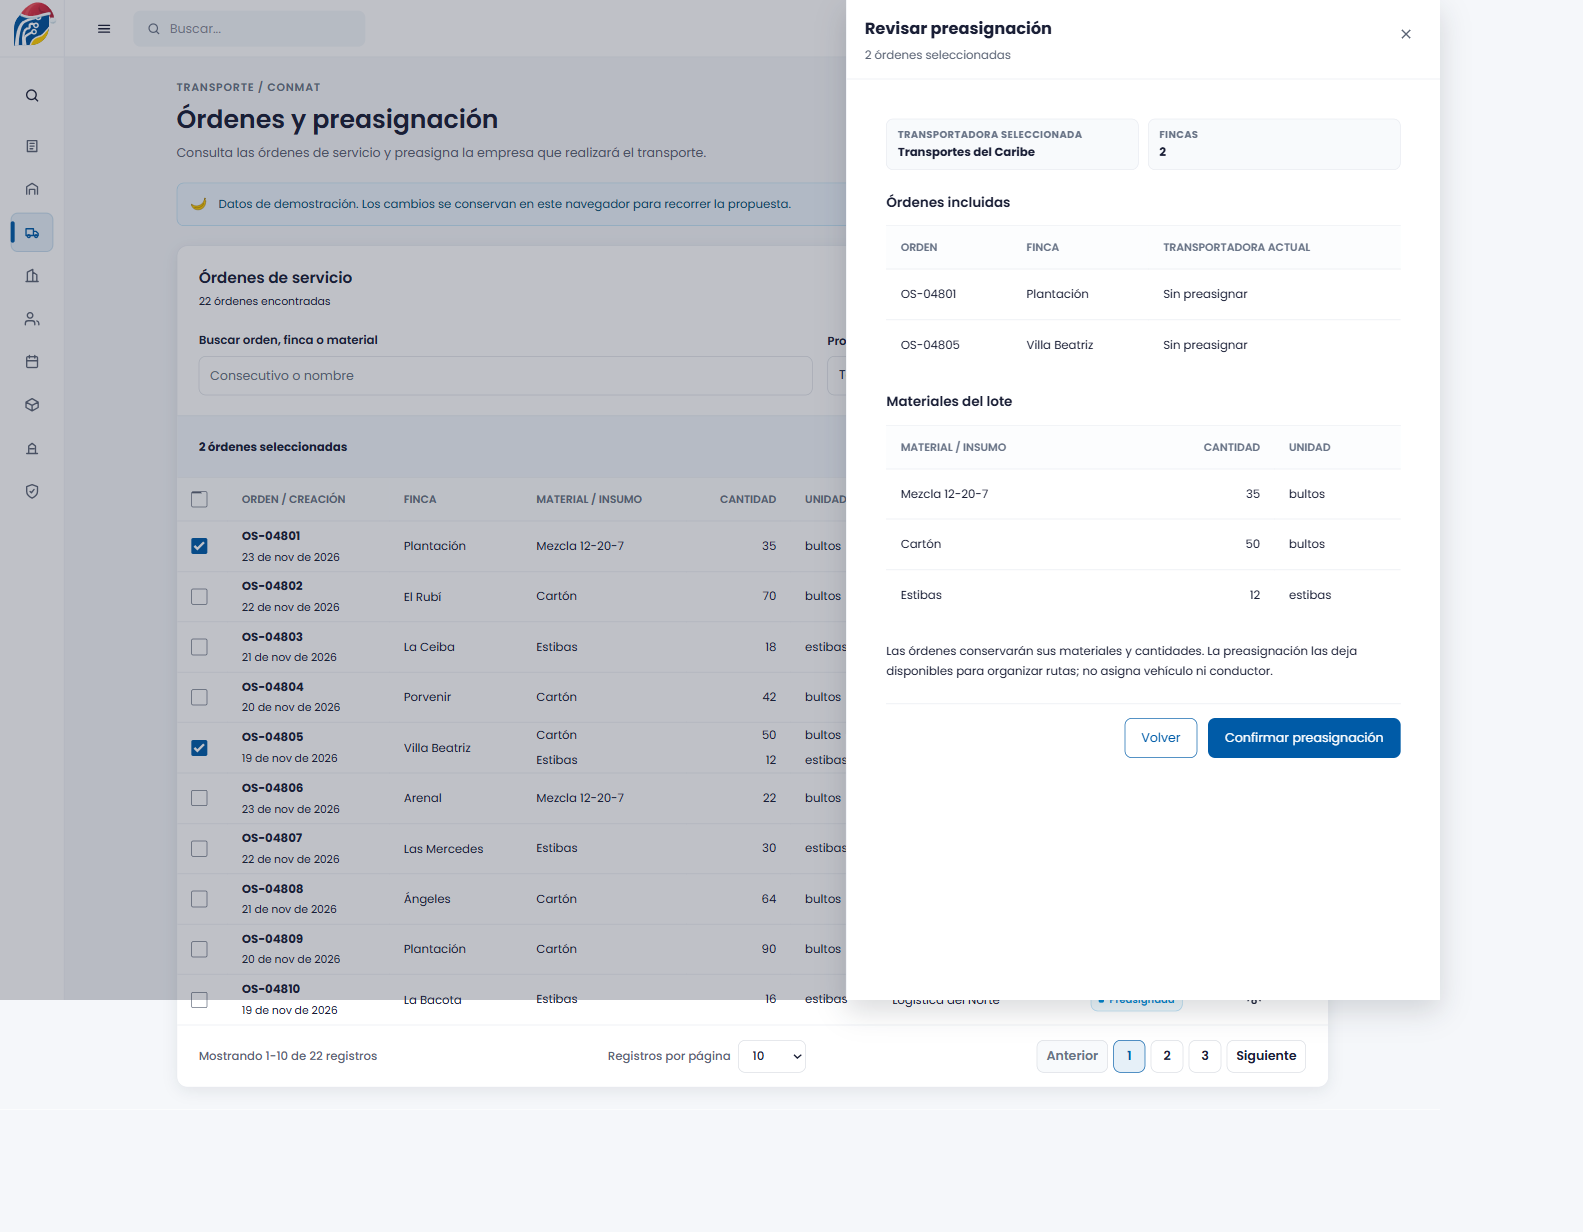 Buscar...
TRANSPORTE / CONMAT
Órdenes y preasignación
Consulta las órdenes de servicio y preasigna la empresa que realizará el transporte.
Datos de demostración. Los cambios se conservan en este navegador para recorrer la propuesta.
Órdenes de servicio
22 órdenes encontradas
Buscar orden, finca o material
Pro
Consecutivo o nombre
T
2 órdenes seleccionadas
ORDEN / CREACIÓN FINCA MATERIAL / INSUMO CANTIDAD UNIDAD
OS-04801
23 de nov de 2026
Plantación Mezcla 12-20-7 35 bultos
OS-04802
22 de nov de 2026
El Rubí Cartón 70 bultos
OS-04803
21 de nov de 2026
La Ceiba Estibas 18 estibas
OS-04804
20 de nov de 2026
Porvenir Cartón 42 bultos
OS-04805
19 de nov de 2026
Villa Beatriz
Cartón 50 bultos
Estibas 12 estibas
OS-04806
23 de nov de 2026
Arenal Mezcla 12-20-7 22 bultos
OS-04807
22 de nov de 2026
Las Mercedes Estibas 30 estibas
OS-04808
21 de nov de 2026
Ángeles Cartón 64 bultos
OS-04809
20 de nov de 2026
Plantación Cartón 90 bultos
OS-04810
19 de nov de 2026
La Bacota Estibas 16 estibas Logística del Norte Preasignada
Mostrando 1-10 de 22 registros
Registros por página 10
Anterior 1 2 3 Siguiente
Revisar preasignación
2 órdenes seleccionadas
TRANSPORTADORA SELECCIONADA
Transportes del Caribe
FINCAS
2
Órdenes incluidas
ORDEN FINCA TRANSPORTADORA ACTUAL
OS-04801 Plantación Sin preasignar
OS-04805 Villa Beatriz Sin preasignar
Materiales del lote
MATERIAL / INSUMO CANTIDAD UNIDAD
Mezcla 12-20-7 35 bultos
Cartón 50 bultos
Estibas 12 estibas
Las órdenes conservarán sus materiales y cantidades. La preasignación las deja
disponibles para organizar rutas; no asigna vehículo ni conductor.
Volver
Confirmar preasignación